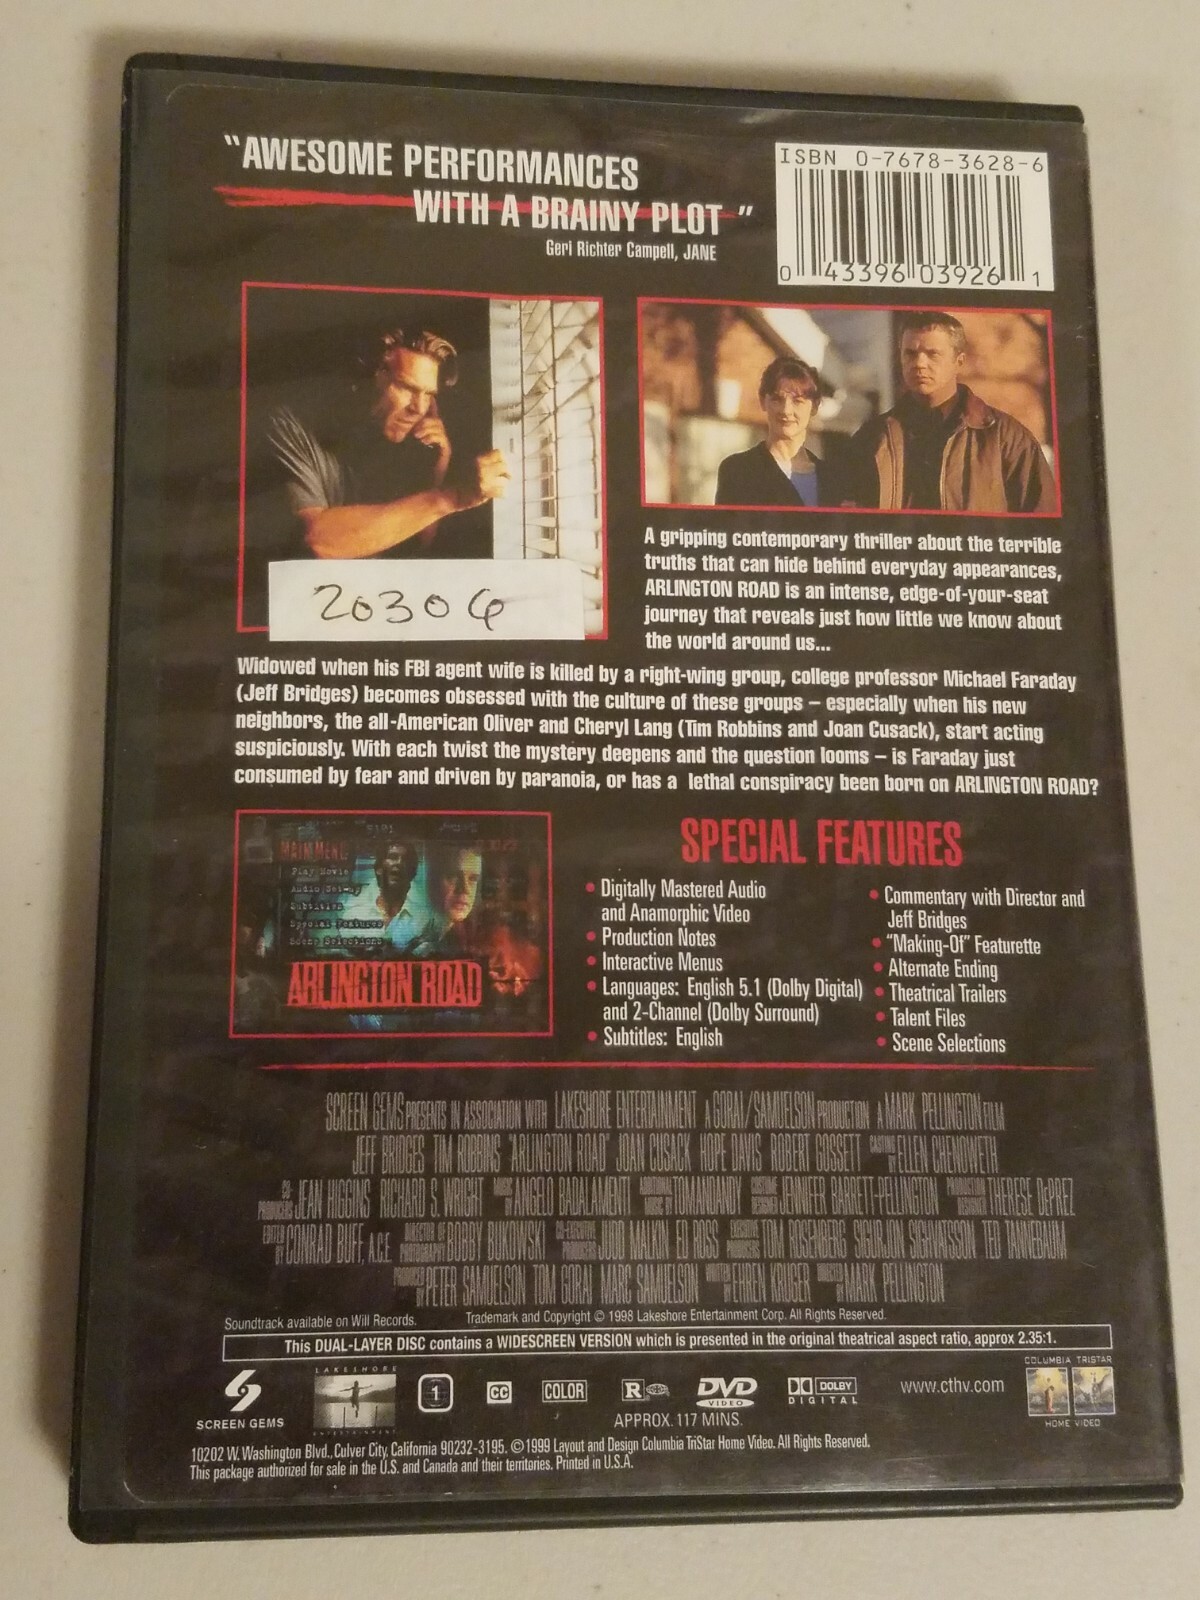 "AWESOME PERFORMANCES
WITH A BRAINY PLOT"
Geri Richter Campell, JANE
ISBN 0-7678-3628-6
0 43396 03926 1
20306
A gripping contemporary thriller about the terrible
truths that can hide behind everyday appearances,
ARLINGTON ROAD is an intense, edge-of-your-seat
journey that reveals just how little we know about
the world around us...
Widowed when his FBI agent wife is killed by a right-wing group, college professor Michael Faraday
(Jeff Bridges) becomes obsessed with the culture of these groups – especially when his new
neighbors, the all-American Oliver and Cheryl Lang (Tim Robbins and Joan Cusack), start acting
suspiciously. With each twist the mystery deepens and the question looms – is Faraday just
consumed by fear and driven by paranoia, or has a lethal conspiracy been born on ARLINGTON ROAD?
MAIN MENU
Play Movie
Audio Set-up
Subtitles
Special Features
Scene Selections
ARLINGTON ROAD
SPECIAL FEATURES
• Digitally Mastered Audio
and Anamorphic Video
• Production Notes
• Interactive Menus
• Languages: English 5.1 (Dolby Digital)
and 2-Channel (Dolby Surround)
• Subtitles: English
• Commentary with Director and
Jeff Bridges
• "Making-Of" Featurette
• Alternate Ending
• Theatrical Trailers
• Talent Files
• Scene Selections
SCREEN GEMS PRESENTS IN ASSOCIATION WITH LAKESHORE ENTERTAINMENT A GORAI/SAMUELSON PRODUCTION A MARK PELLINGTON FILM
JEFF BRIDGES TIM ROBBINS "ARLINGTON ROAD" JOAN CUSACK HOPE DAVIS ROBERT GOSSETT CASTING BY ELLEN CHENOWETH
CO-PRODUCERS JEAN HIGGINS RICHARD S. WRIGHT MUSIC BY ANGELO BADALAMENTI ADDITIONAL MUSIC BY TOMANDANDY COSTUME DESIGNER JENNIFER BARRETT-PELLINGTON PRODUCTION DESIGNER THERESE DePREZ
EDITED BY CONRAD BUFF, A.C.E. DIRECTOR OF PHOTOGRAPHY BOBBY BUKOWSKI CO-EXECUTIVE PRODUCERS JUDD MALKIN ED ROSS EXECUTIVE PRODUCERS TOM ROSENBERG SIGURJON SIGHVATSSON TED TANNEBAUM
PRODUCED BY PETER SAMUELSON TOM GORAI MARC SAMUELSON WRITTEN BY EHREN KRUGER DIRECTED BY MARK PELLINGTON
Soundtrack available on Will Records. Trademark and Copyright © 1998 Lakeshore Entertainment Corp. All Rights Reserved.
This DUAL-LAYER DISC contains a WIDESCREEN VERSION which is presented in the original theatrical aspect ratio, approx 2.35:1.
SCREEN GEMS
LAKESHORE
ENTERTAINMENT
1
CC
COLOR
R
DVD
VIDEO
DOLBY
DIGITAL
www.cthv.com
COLUMBIA TRISTAR
HOME VIDEO
APPROX. 117 MINS.
10202 W. Washington Blvd., Culver City, California 90232-3195. ©1999 Layout and Design Columbia TriStar Home Video. All Rights Reserved.
This package authorized for sale in the U.S. and Canada and their territories. Printed in U.S.A.